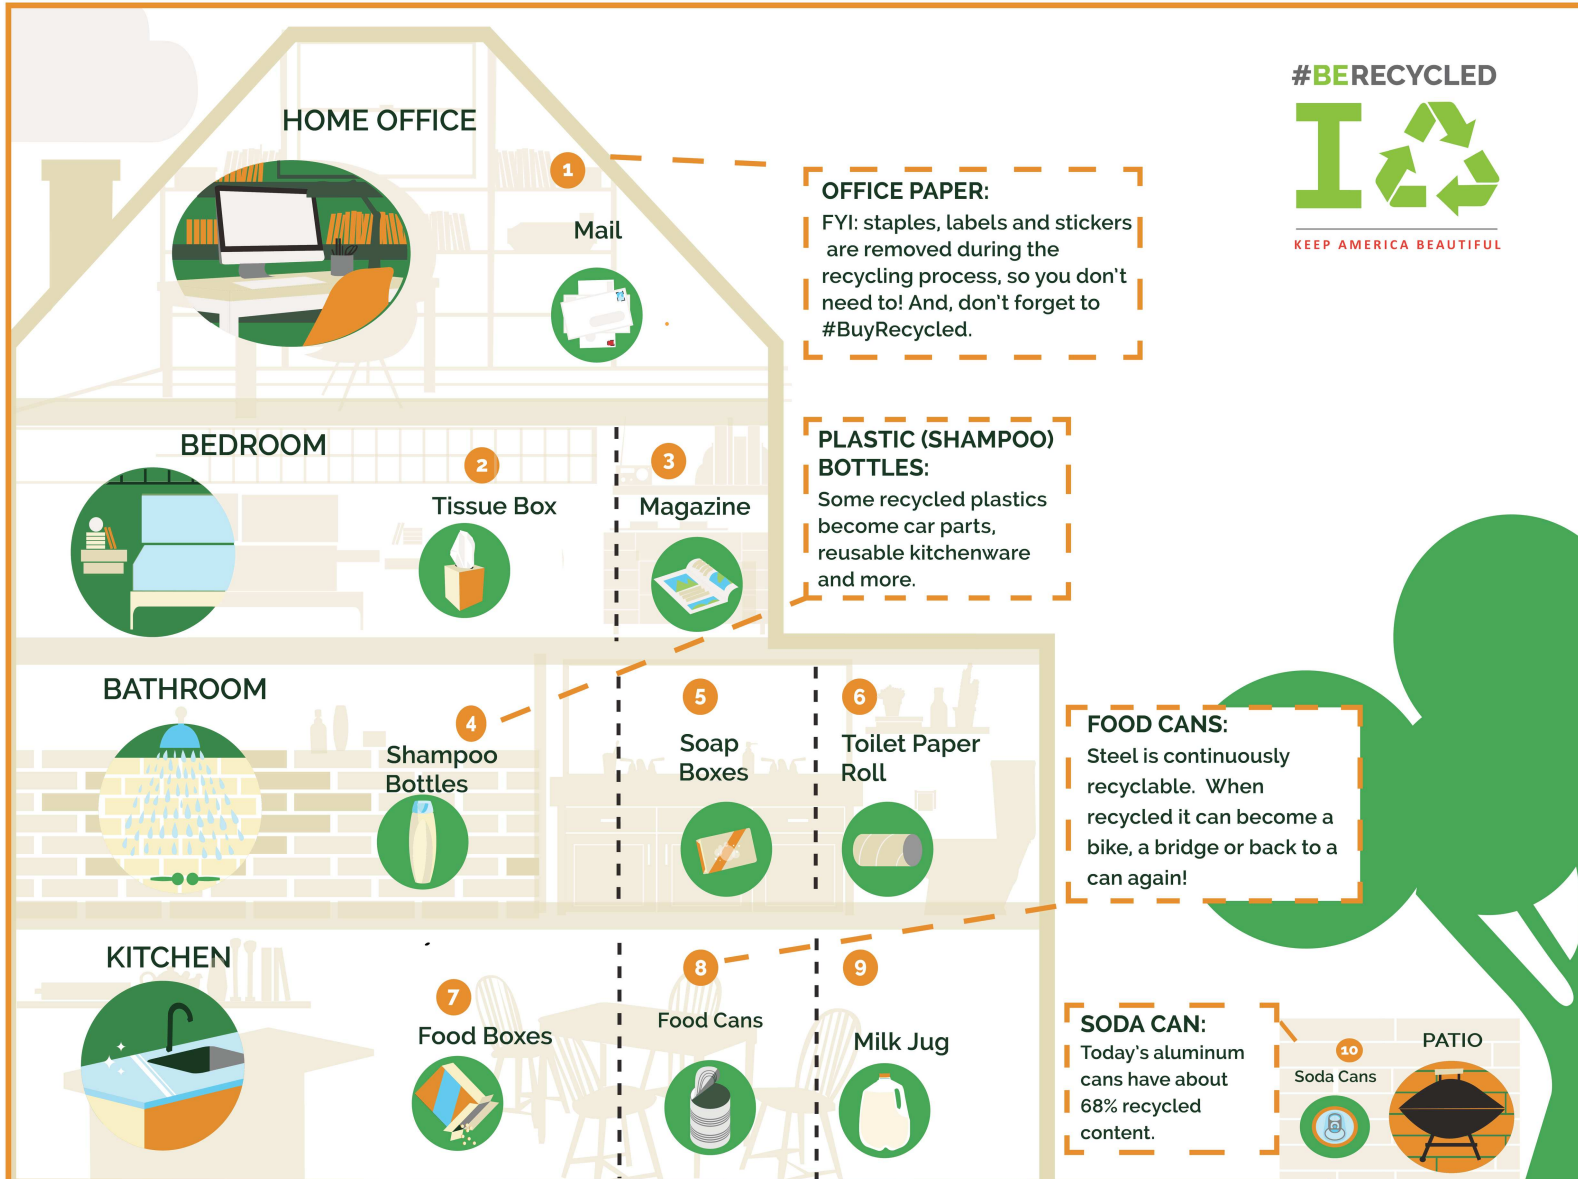 #BERECYCLED
I
KEEP AMERICA BEAUTIFUL
HOME OFFICE
1
Mail
OFFICE PAPER:
FYI: staples, labels and stickers
are removed during the
recycling process, so you don't
need to! And, don't forget to
#BuyRecycled.
BEDROOM
2
Tissue Box
3
Magazine
PLASTIC (SHAMPOO)
BOTTLES:
Some recycled plastics
become car parts,
reusable kitchenware
and more.
BATHROOM
4
Shampoo
Bottles
5
Soap
Boxes
6
Toilet Paper
Roll
FOOD CANS:
Steel is continuously
recyclable. When
recycled it can become a
bike, a bridge or back to a
can again!
KITCHEN
7
Food Boxes
8
Food Cans
9
Milk Jug
SODA CAN:
Today's aluminum
cans have about
68% recycled
content.
10
Soda Cans
PATIO